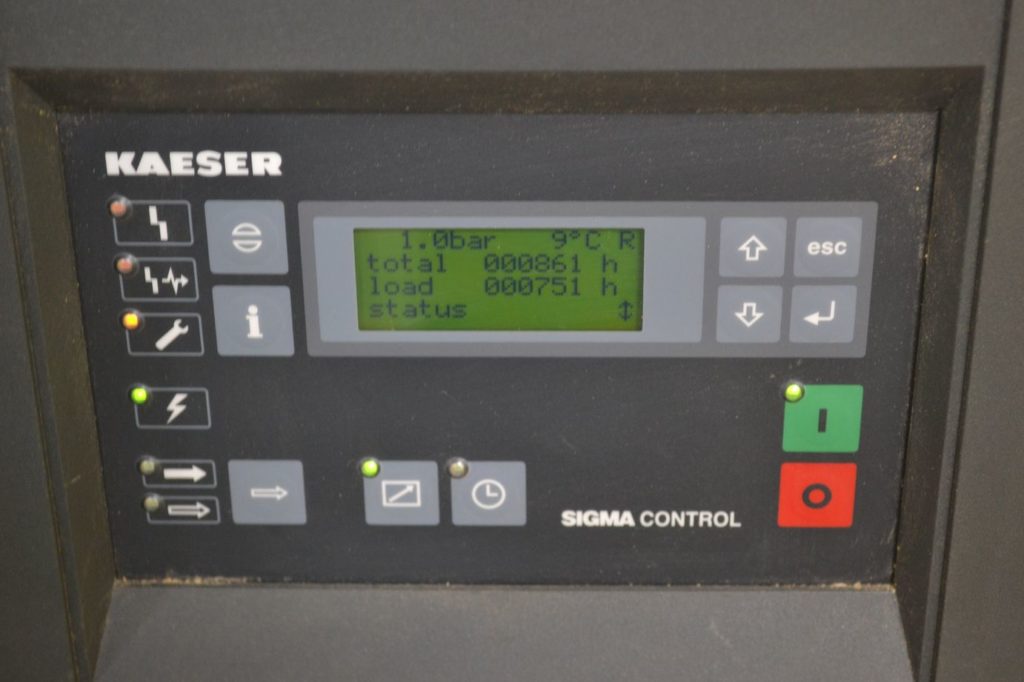 KAESER
1.0bar 9°C R
total 000861 h
load 000751 h
status ↕
esc
i
I
O
SIGMA CONTROL